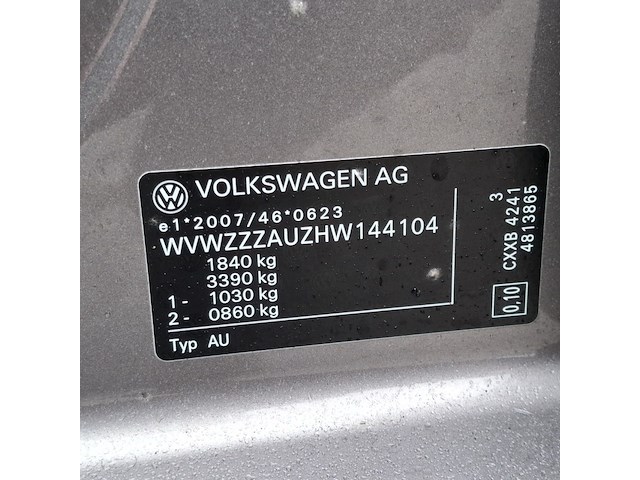 VOLKSWAGEN AG
e1*2007/46*0623
WVWZZZAUZHW144104
1840 kg
3390 kg
1- 1030 kg
2- 0860 kg
Typ AU
0,10
CXXB 4241
3
4813865